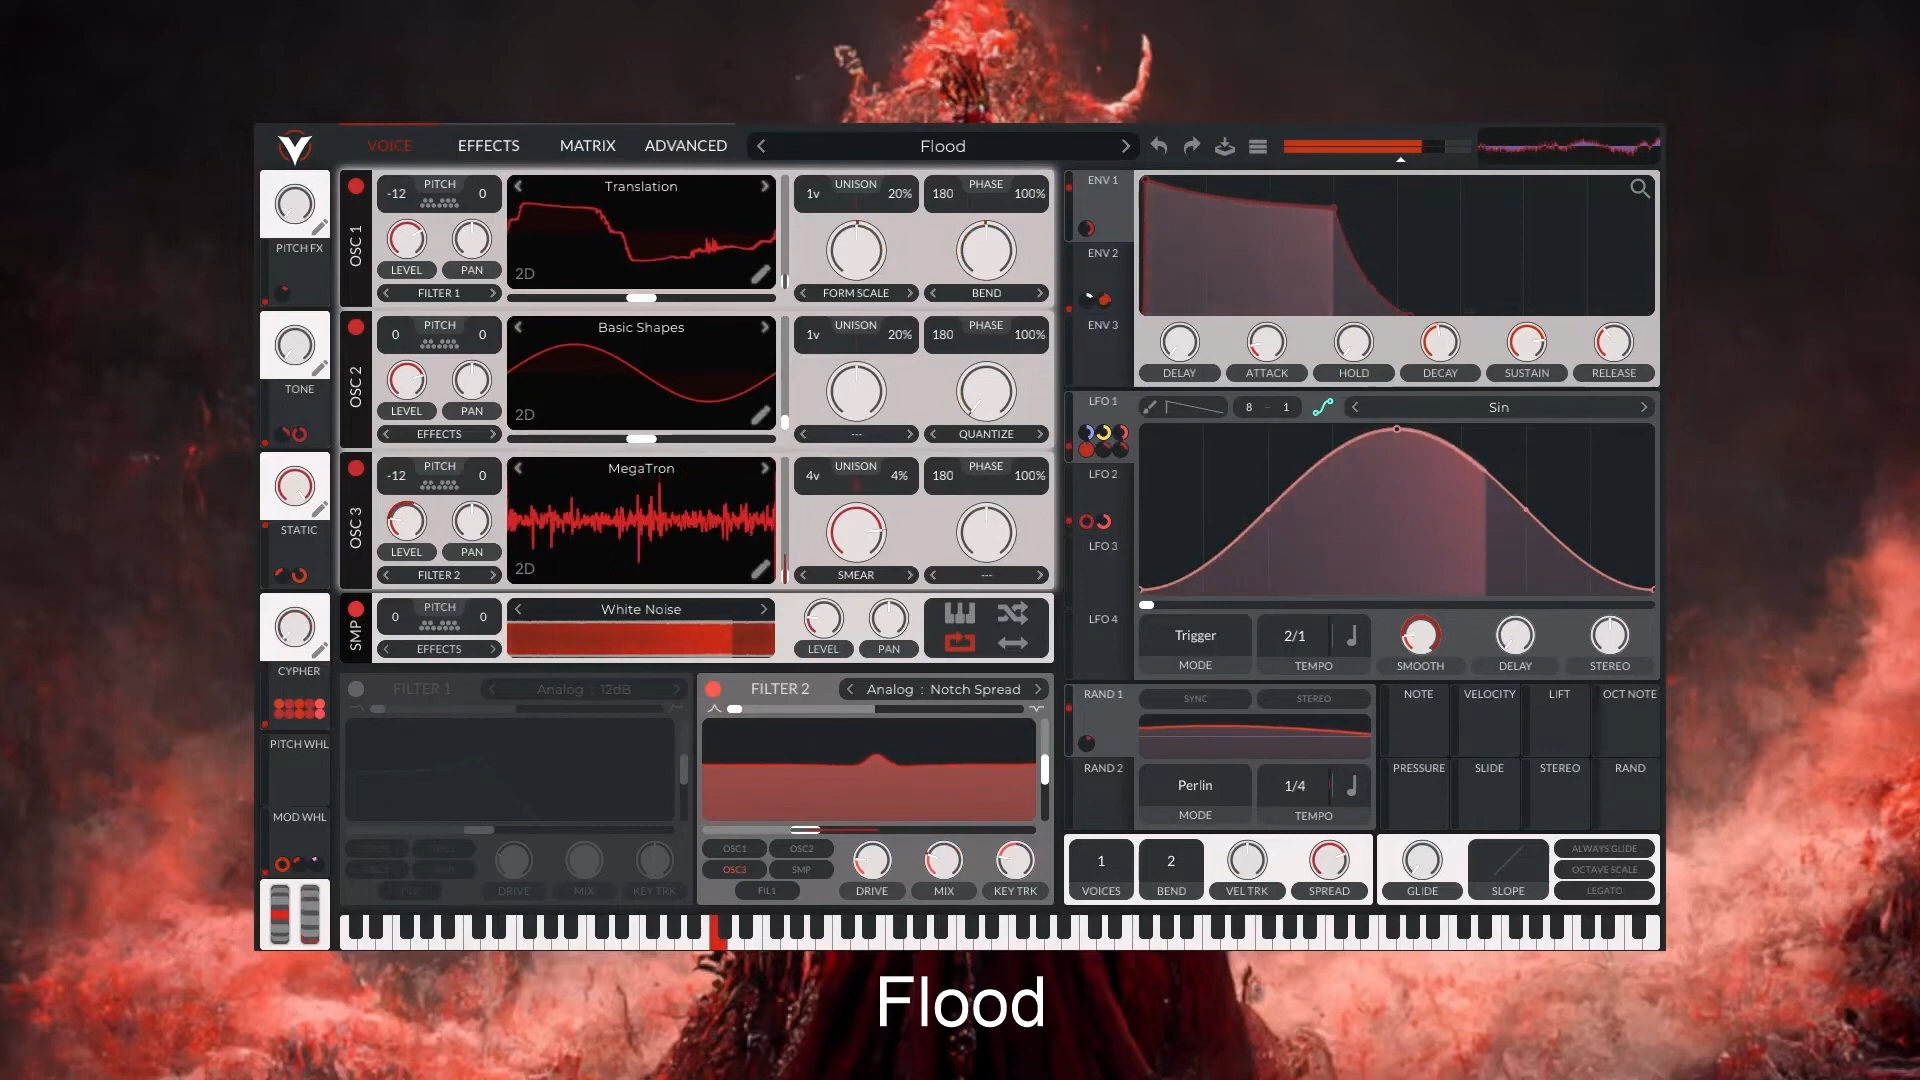 VOICE EFFECTS MATRIX ADVANCED Flood
PITCH FX
TONE
STATIC
CYPHER
PITCH WHL
MOD WHL
OSC 1
-12 PITCH 0
LEVEL PAN
FILTER 1
Translation
2D
1v UNISON 20%
FORM SCALE
180 PHASE 100%
BEND
OSC 2
0 PITCH 0
LEVEL PAN
EFFECTS
Basic Shapes
2D
1v UNISON 20%
---
180 PHASE 100%
QUANTIZE
OSC 3
-12 PITCH 0
LEVEL PAN
FILTER 2
MegaTron
2D
4v UNISON 4%
SMEAR
180 PHASE 100%
---
SMP
0 PITCH 0
EFFECTS
White Noise
LEVEL PAN
FILTER 1 Analog : 12dB
DRIVE MIX KEY TRK
FILTER 2 Analog : Notch Spread
OSC1 OSC2
OSC3 SMP
FIL1
DRIVE MIX KEY TRK
ENV 1
ENV 2
ENV 3
DELAY ATTACK HOLD DECAY SUSTAIN RELEASE
LFO 1
LFO 2
LFO 3
LFO 4
8 - 1 Sin
Trigger
MODE
2/1
TEMPO
SMOOTH DELAY STEREO
RAND 1
RAND 2
SYNC STEREO
Perlin
MODE
1/4
TEMPO
NOTE VELOCITY LIFT OCT NOTE
PRESSURE SLIDE STEREO RAND
1
VOICES
2
BEND
VEL TRK SPREAD
GLIDE SLOPE
ALWAYS GLIDE
OCTAVE SCALE
LEGATO
Flood